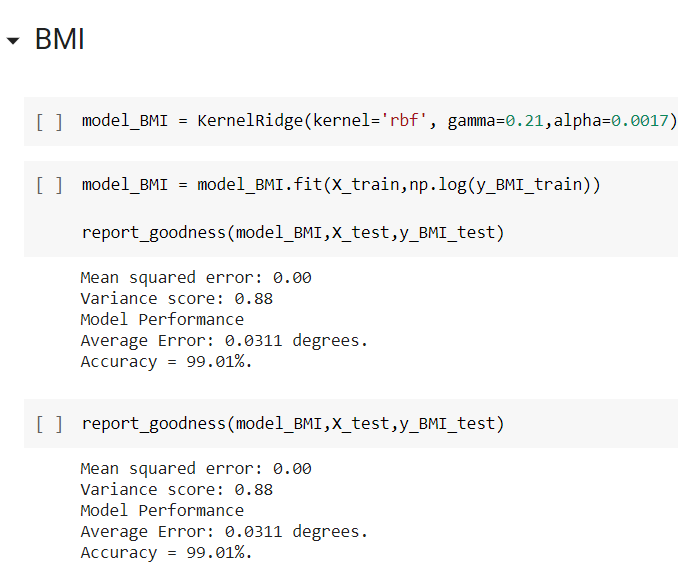 BMI
[ ] model_BMI = KernelRidge(kernel='rbf', gamma=0.21,alpha=0.0017)
[ ] model_BMI = model_BMI.fit(X_train,np.log(y_BMI_train))
report_goodness(model_BMI,X_test,y_BMI_test)
Mean squared error: 0.00
Variance score: 0.88
Model Performance
Average Error: 0.0311 degrees.
Accuracy = 99.01%.
[ ] report_goodness(model_BMI,X_test,y_BMI_test)
Mean squared error: 0.00
Variance score: 0.88
Model Performance
Average Error: 0.0311 degrees.
Accuracy = 99.01%.